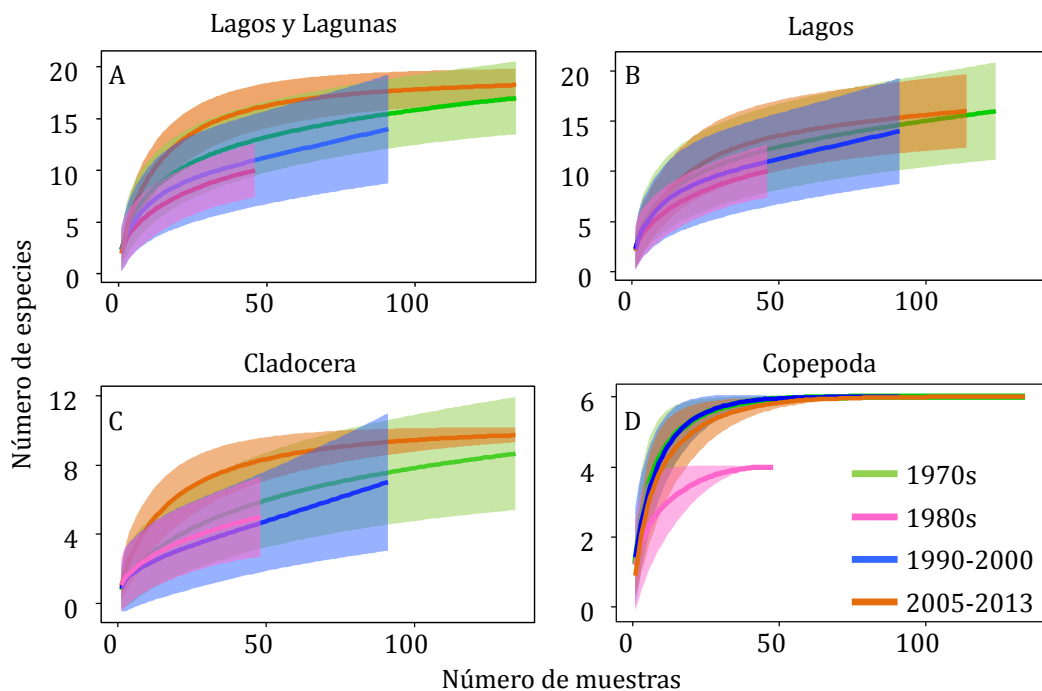 Lagos y Lagunas
Lagos
A
B
20
15
10
5
0
20
15
10
5
0
0
50
100
0
50
100
Número de especies
Cladocera
Copepoda
C
D
12
8
4
0
6
4
2
0
1970s
1980s
1990-2000
2005-2013
0
50
100
0
50
100
Número de muestras